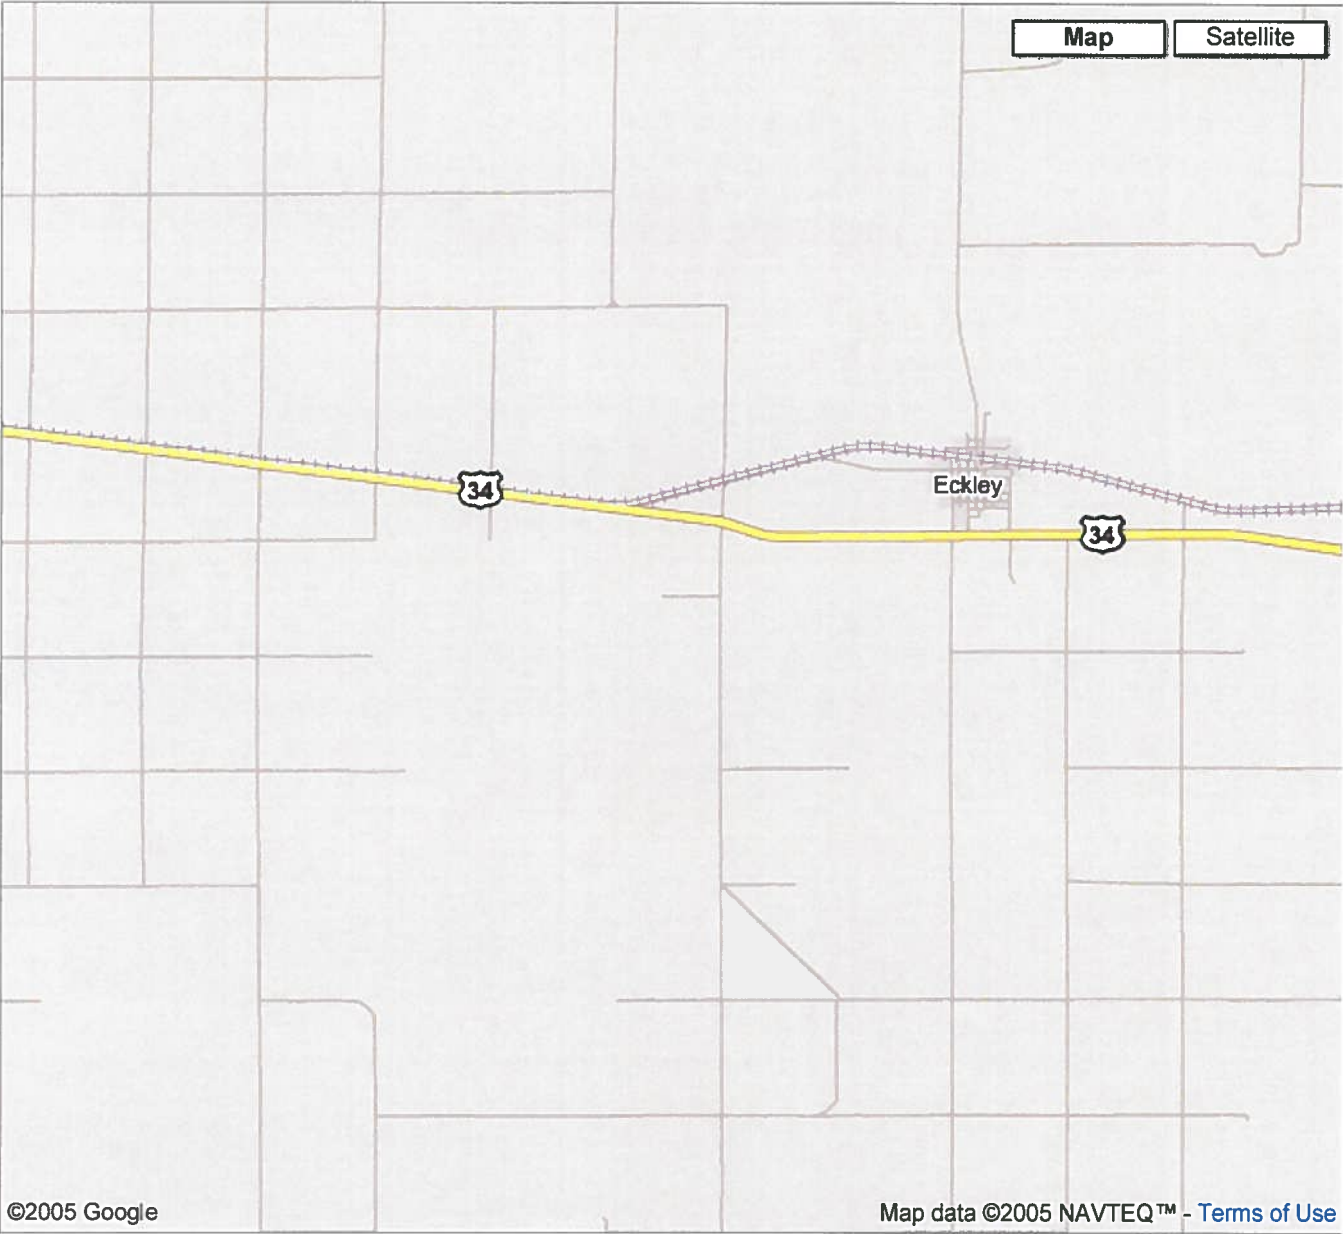 Map Satellite
34
Eckley
34
©2005 Google
Map data ©2005 NAVTEQ™ - Terms of Use